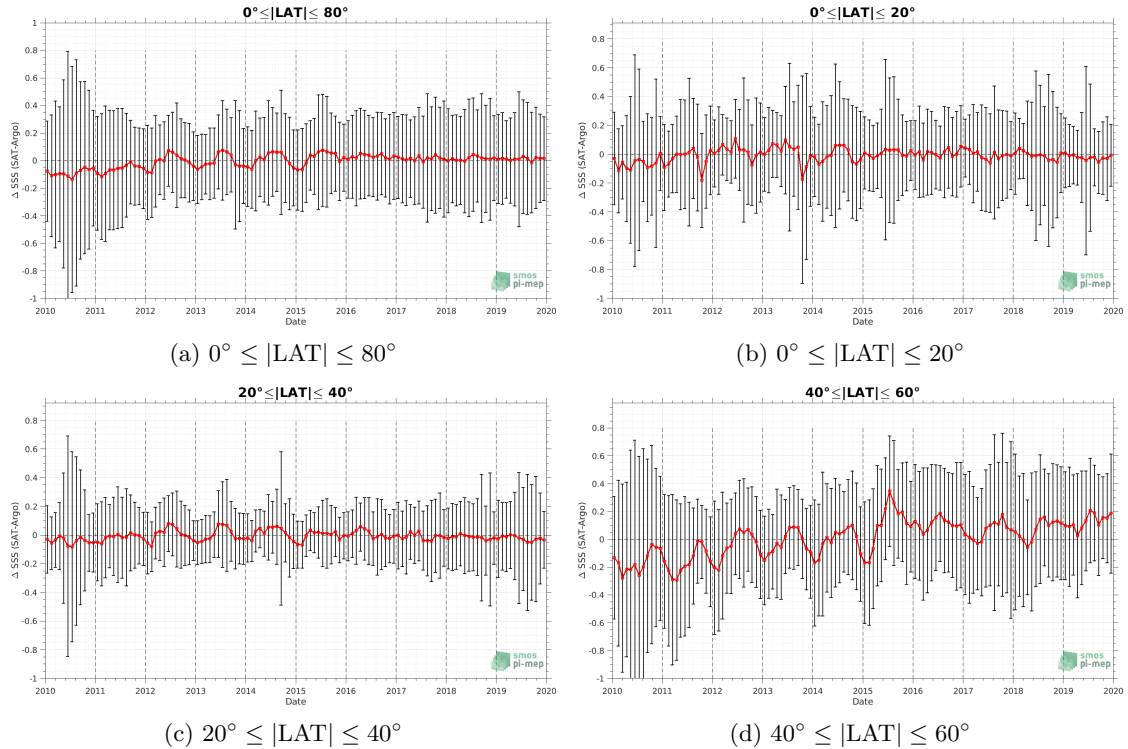 0°≤|LAT|≤ 80°
Δ SSS (SAT-Argo)
1
0.8
0.6
0.4
0.2
0
-0.2
-0.4
-0.6
-0.8
-1
smos
pi-mep
2010 2011 2012 2013 2014 2015 2016 2017 2018 2019 2020
Date
(a) 0° ≤ |LAT| ≤ 80°
0°≤|LAT|≤ 20°
Δ SSS (SAT-Argo)
0.8
0.6
0.4
0.2
0
-0.2
-0.4
-0.6
-0.8
-1
smos
pi-mep
2010 2011 2012 2013 2014 2015 2016 2017 2018 2019 2020
Date
(b) 0° ≤ |LAT| ≤ 20°
20°≤|LAT|≤ 40°
Δ SSS (SAT-Argo)
0.8
0.6
0.4
0.2
0
-0.2
-0.4
-0.6
-0.8
-1
smos
pi-mep
2010 2011 2012 2013 2014 2015 2016 2017 2018 2019 2020
Date
(c) 20° ≤ |LAT| ≤ 40°
40°≤|LAT|≤ 60°
Δ SSS (SAT-Argo)
0.8
0.6
0.4
0.2
0
-0.2
-0.4
-0.6
-0.8
-1
smos
pi-mep
2010 2011 2012 2013 2014 2015 2016 2017 2018 2019 2020
Date
(d) 40° ≤ |LAT| ≤ 60°